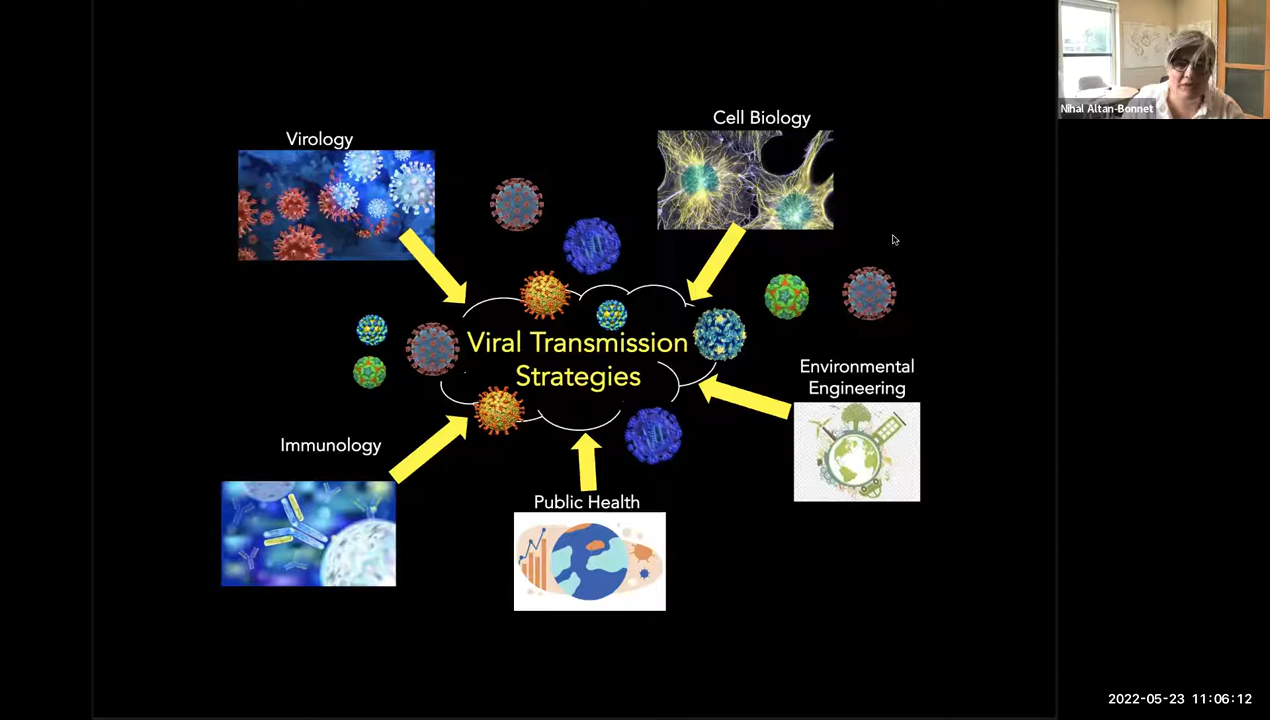 Nihal Altan-Bonnet
Cell Biology
Virology
Viral Transmission
Strategies
Environmental
Engineering
Immunology
Public Health
2022-05-23 11:06:12